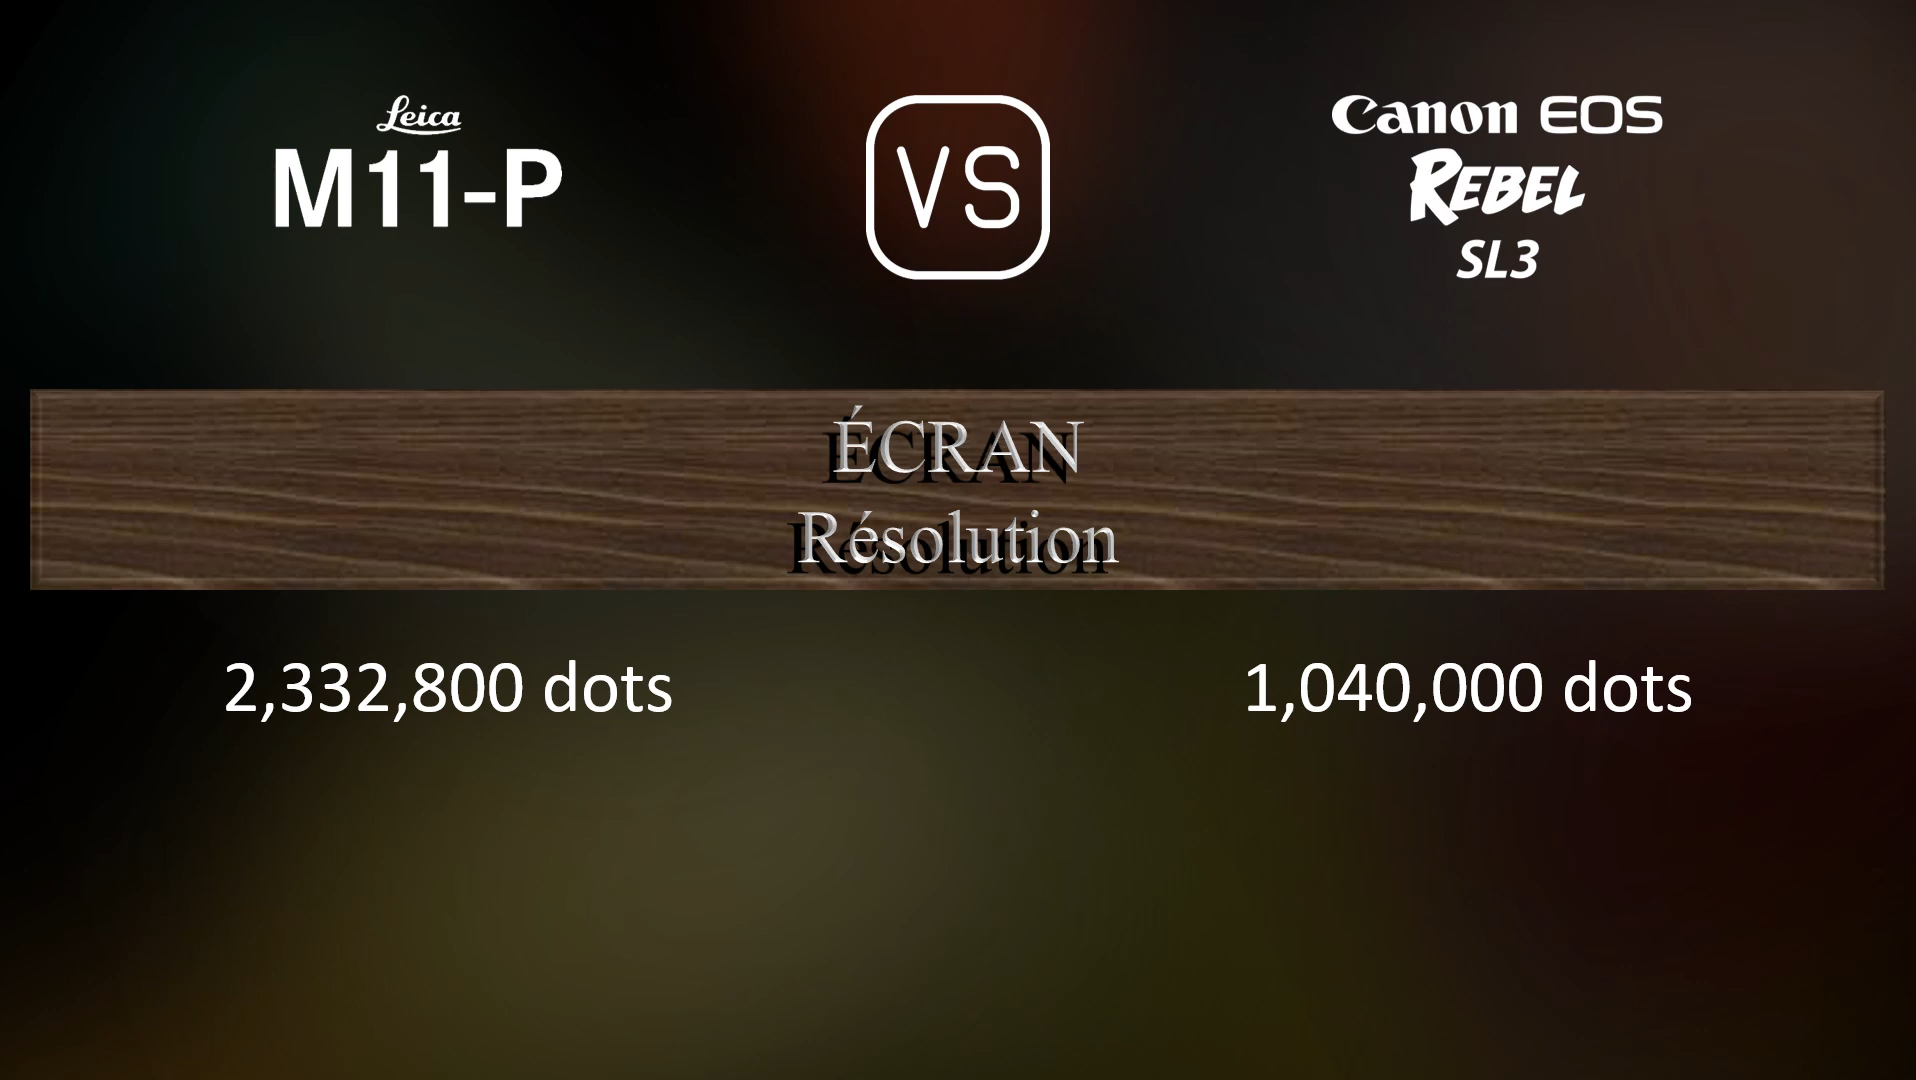 Leica
M11-P
VS
Canon EOS
REBEL
SL3
ÉCRAN
Résolution
2,332,800 dots
1,040,000 dots